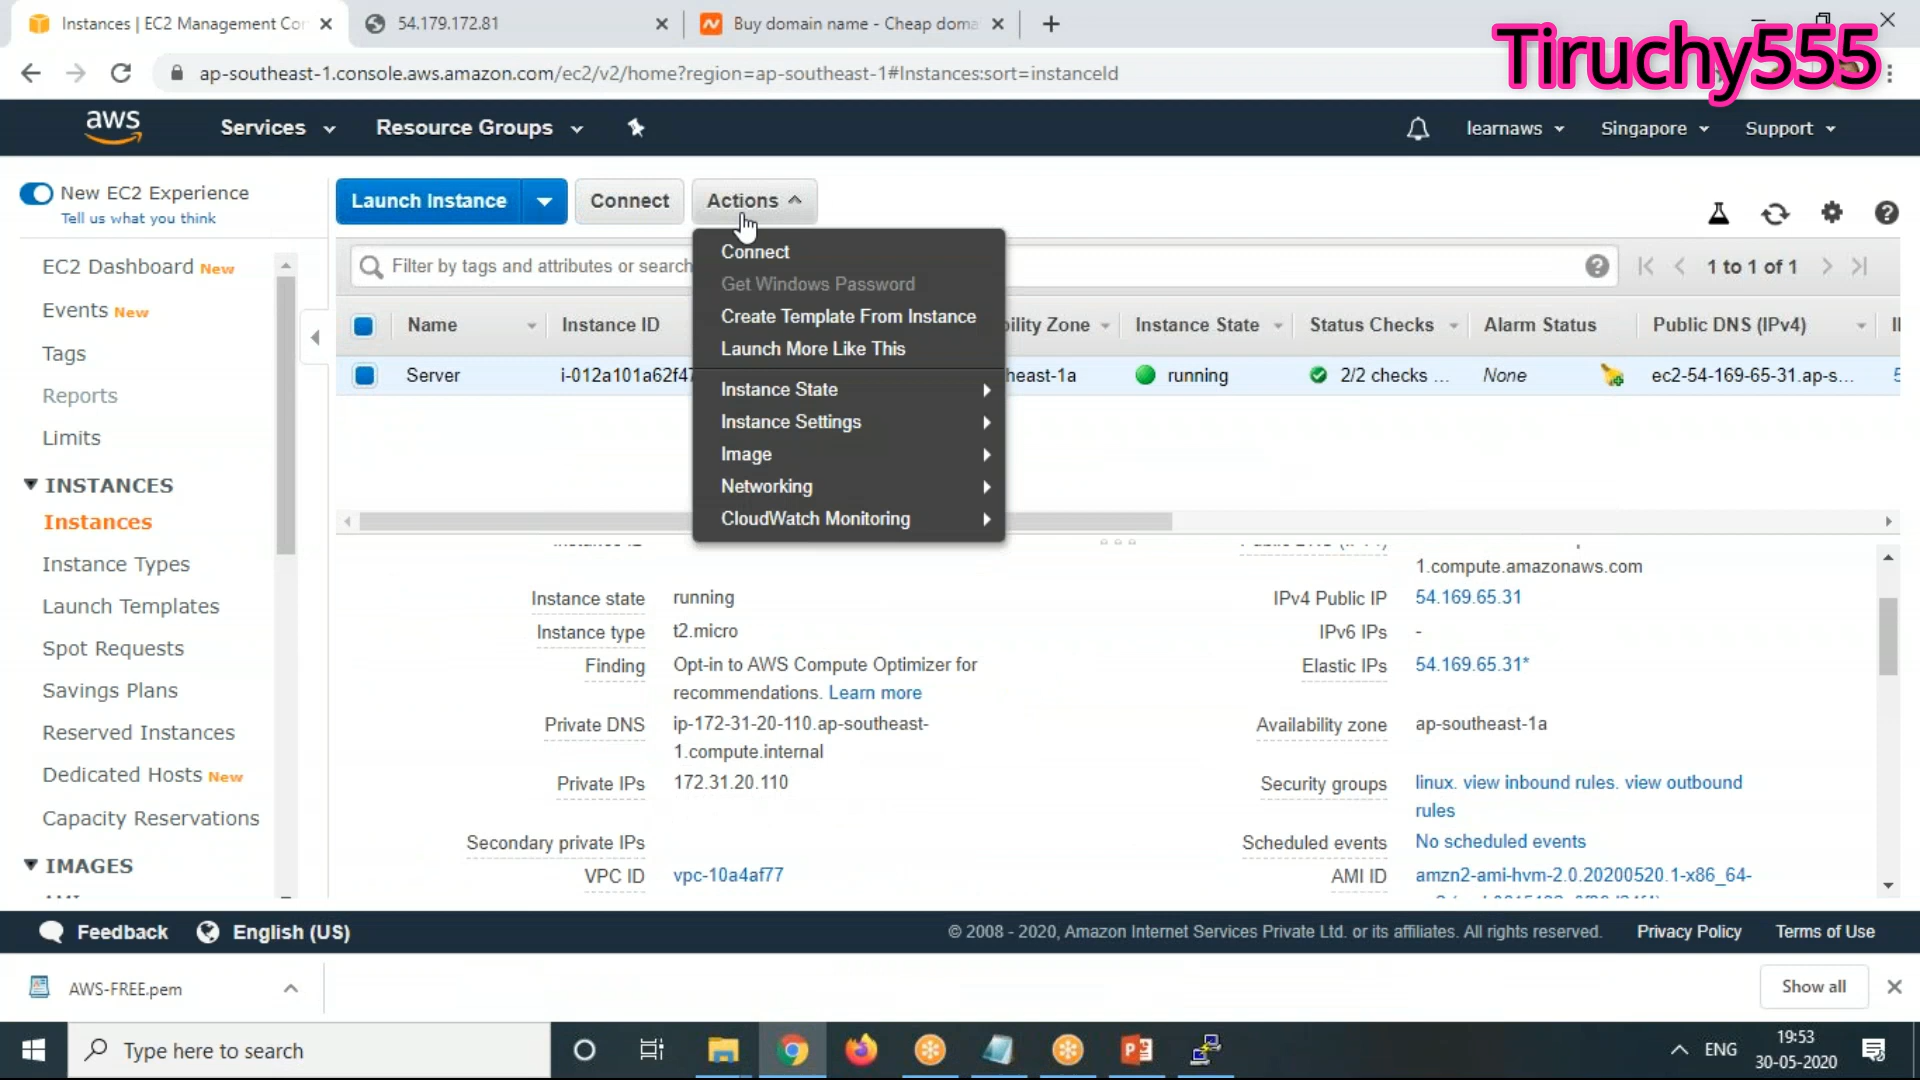 Instances | EC2 Management Con
54.179.172.81
Buy domain name - Cheap doma
Tiruchy555
ap-southeast-1.console.aws.amazon.com/ec2/v2/home?region=ap-southeast-1#Instances:sort=instanceId
aws
Services
Resource Groups
learnaws
Singapore
Support
New EC2 Experience
Tell us what you think
Launch Instance
Connect
Actions
EC2 Dashboard New
Events New
Tags
Reports
Limits
INSTANCES
Instances
Instance Types
Launch Templates
Spot Requests
Savings Plans
Reserved Instances
Dedicated Hosts New
Capacity Reservations
IMAGES
Connect
Get Windows Password
Create Template From Instance
Launch More Like This
Instance State
Instance Settings
Image
Networking
CloudWatch Monitoring
Filter by tags and attributes or search
1 to 1 of 1
Name Instance ID ility Zone Instance State Status Checks Alarm Status Public DNS (IPv4)
Server i-012a101a62f47 heast-1a running 2/2 checks ... None ec2-54-169-65-31.ap-s...
1.compute.amazonaws.com
Instance state running
IPv4 Public IP 54.169.65.31
Instance type t2.micro
IPv6 IPs -
Finding Opt-in to AWS Compute Optimizer for
recommendations. Learn more
Elastic IPs 54.169.65.31*
Private DNS ip-172-31-20-110.ap-southeast-
1.compute.internal
Availability zone ap-southeast-1a
Private IPs 172.31.20.110
Security groups linux. view inbound rules. view outbound
rules
Secondary private IPs
Scheduled events No scheduled events
VPC ID vpc-10a4af77
AMI ID amzn2-ami-hvm-2.0.20200520.1-x86_64-
Feedback
English (US)
© 2008 - 2020, Amazon Internet Services Private Ltd. or its affiliates. All rights reserved.
Privacy Policy
Terms of Use
AWS-FREE.pem
Show all
Type here to search
ENG
19:53
30-05-2020